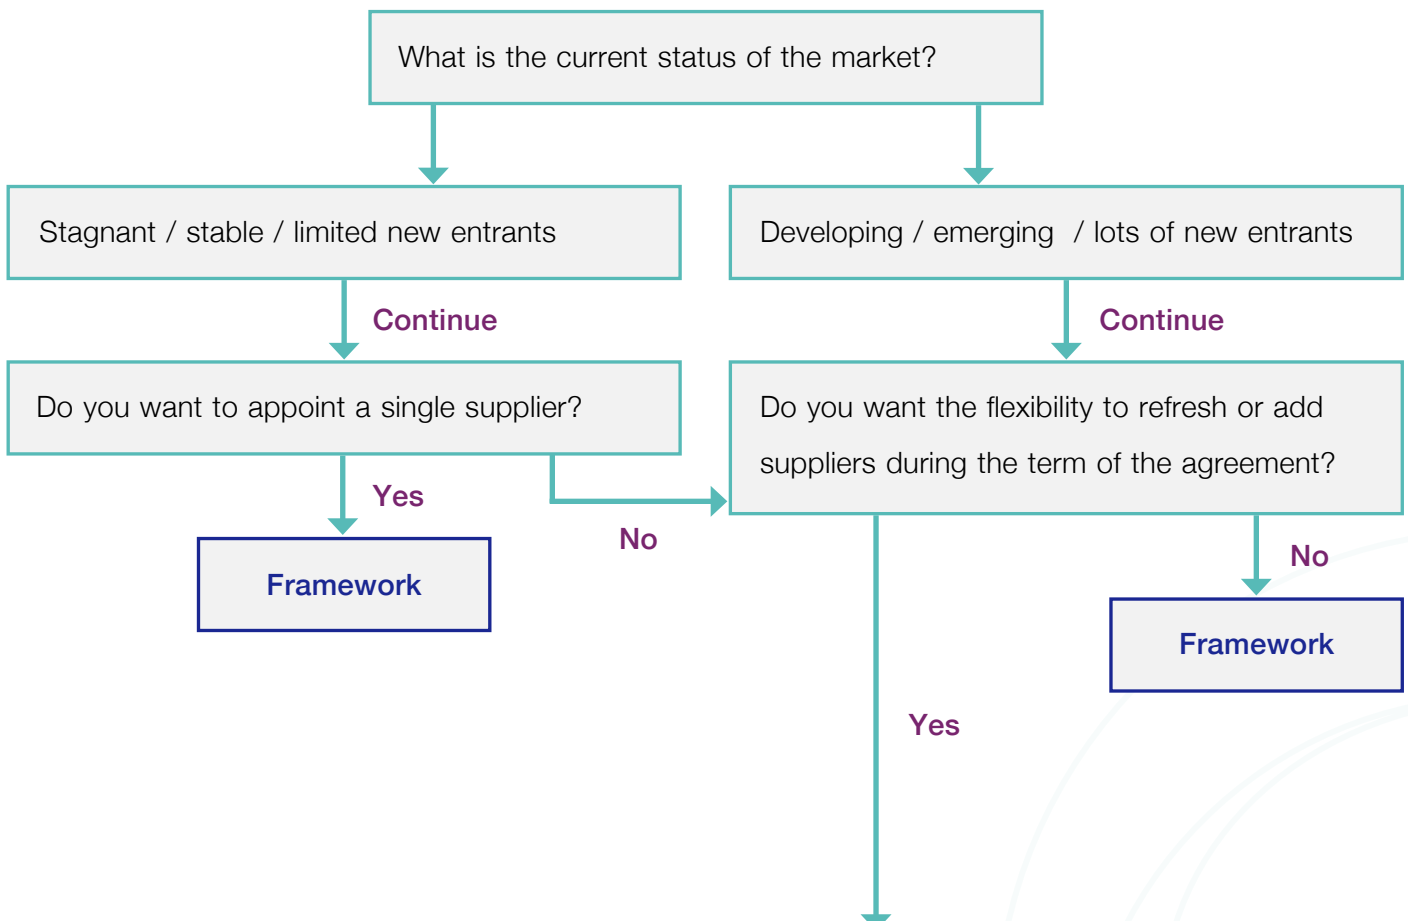 What is the current status of the market?
Stagnant / stable / limited new entrants
Developing / emerging / lots of new entrants
Continue
Continue
Do you want to appoint a single supplier?
Do you want the flexibility to refresh or add
suppliers during the term of the agreement?
Yes
No
No
Framework
Framework
Yes